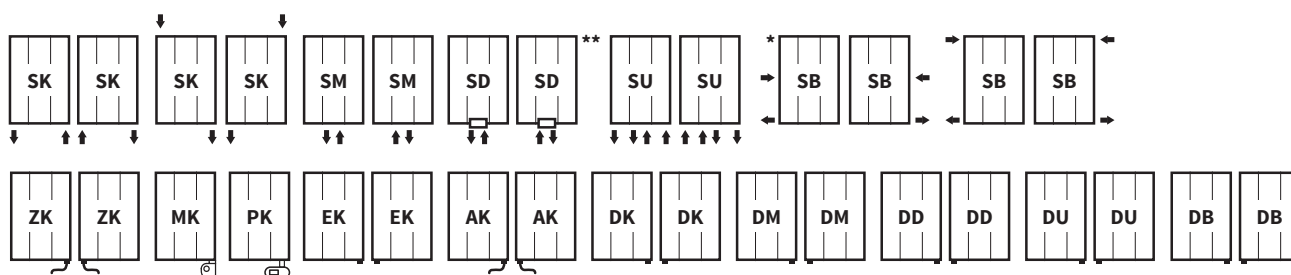 SK SK SK SK SM SM SD SD ** SU SU * SB SB SB SB
ZK ZK MK PK EK EK AK AK DK DK DM DM DD DD DU DU DB DB